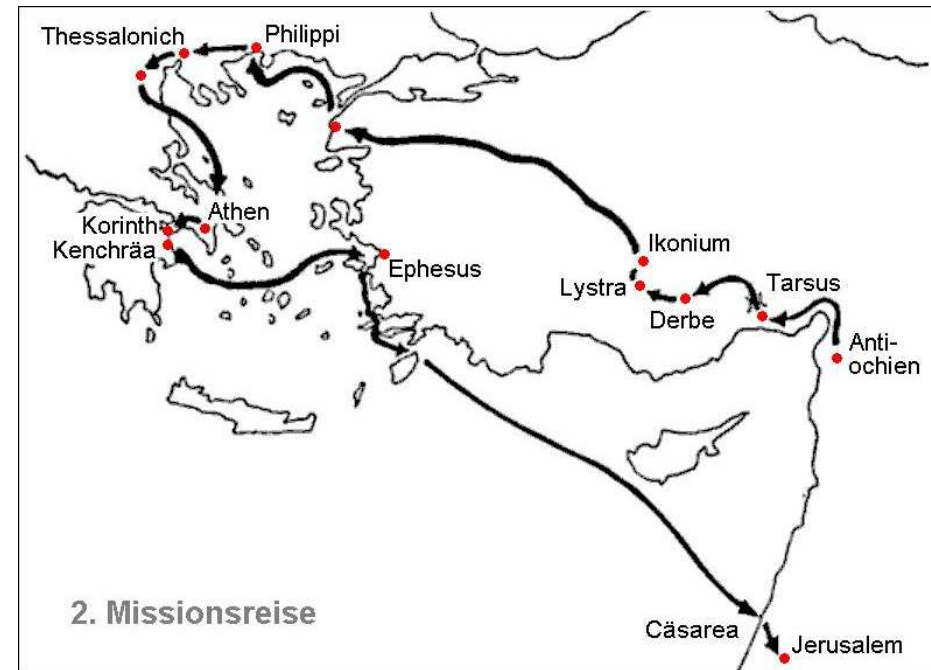 Thessalonich
Philippi
Athen
Korinth
Kenchräa
Ephesus
Ikonium
Lystra
Derbe
Tarsus
Anti-
ochien
2. Missionsreise
Cäsarea
Jerusalem